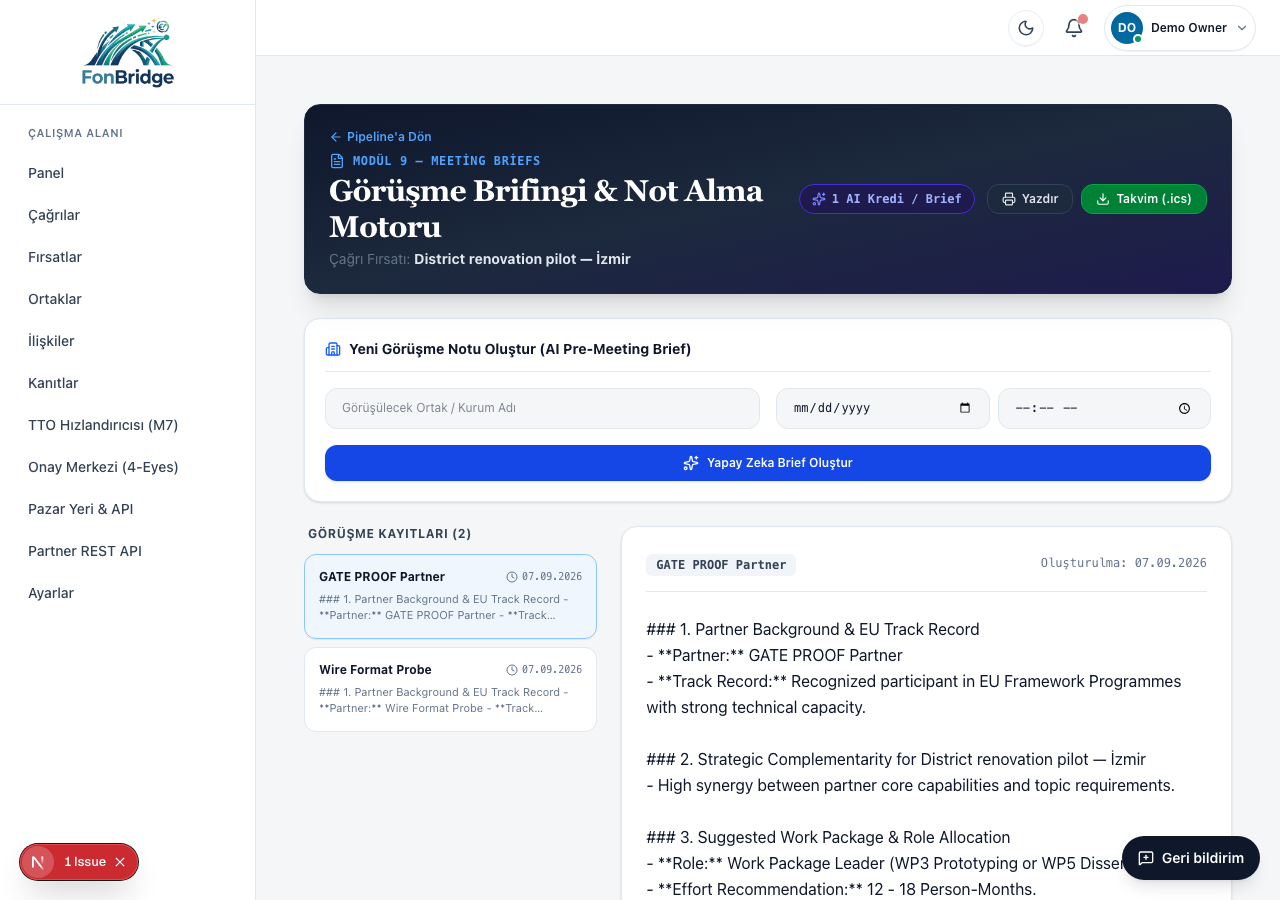 FonBridge
DO
Demo Owner
ÇALIŞMA ALANI
Panel
Çağrılar
Fırsatlar
Ortaklar
İlişkiler
Kanıtlar
TTO Hızlandırıcısı (M7)
Onay Merkezi (4-Eyes)
Pazar Yeri & API
Partner REST API
Ayarlar
1 Issue
Pipeline'a Dön
MODÜL 9 — MEETİNG BRİEFS
Görüşme Brifingi & Not Alma
Motoru
Çağrı Fırsatı: District renovation pilot — İzmir
1 AI Kredi / Brief
Yazdır
Takvim (.ics)
Yeni Görüşme Notu Oluştur (AI Pre-Meeting Brief)
Görüşülecek Ortak / Kurum Adı
mm/dd/yyyy
--:-- --
Yapay Zeka Brief Oluştur
GÖRÜŞME KAYITLARI (2)
GATE PROOF Partner
07.09.2026
### 1. Partner Background & EU Track Record -
**Partner:** GATE PROOF Partner - **Track...
Wire Format Probe
07.09.2026
### 1. Partner Background & EU Track Record -
**Partner:** Wire Format Probe - **Track...
GATE PROOF Partner
Oluşturulma: 07.09.2026
### 1. Partner Background & EU Track Record
- **Partner:** GATE PROOF Partner
- **Track Record:** Recognized participant in EU Framework Programmes
with strong technical capacity.
### 2. Strategic Complementarity for District renovation pilot — İzmir
- High synergy between partner core capabilities and topic requirements.
### 3. Suggested Work Package & Role Allocation
- **Role:** Work Package Leader (WP3 Prototyping or WP5
- **Effort Recommendation:** 12 - 18 Person-Months.
Geri bildirim